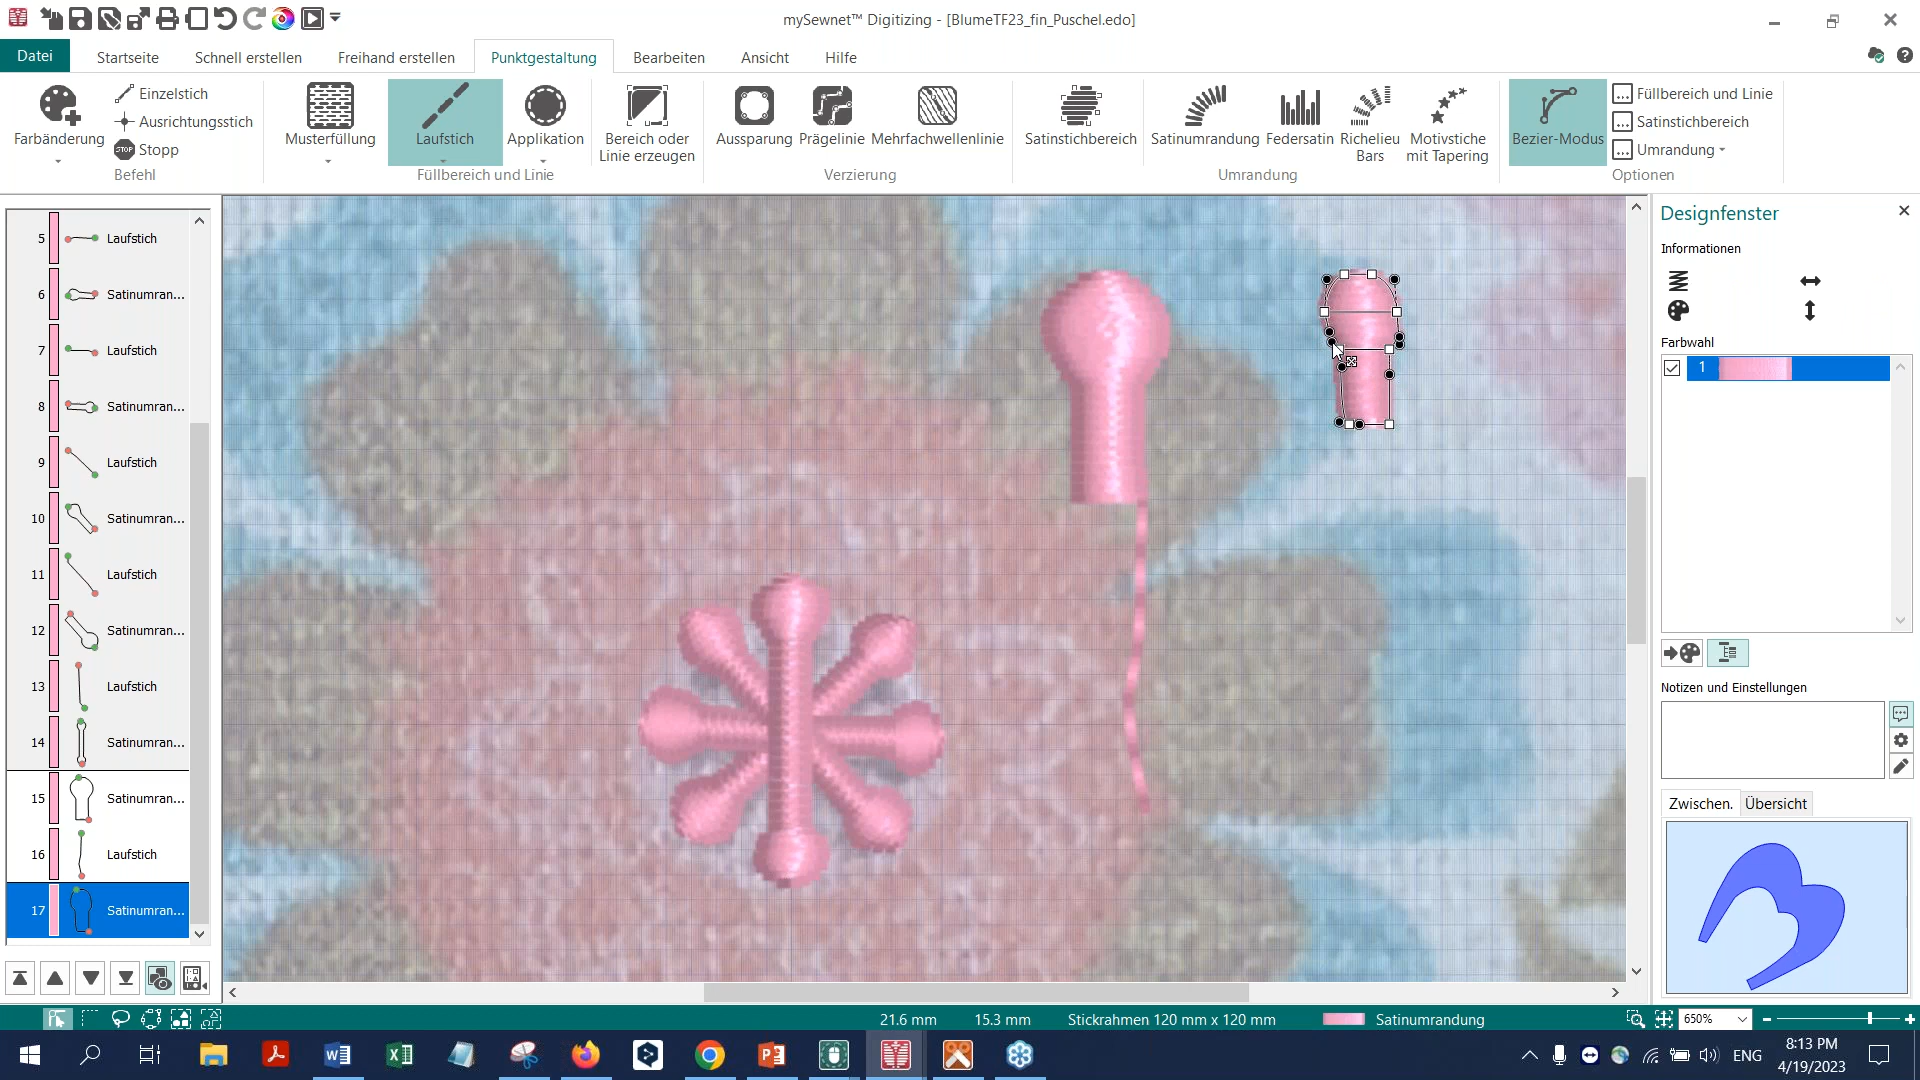 mySewnet™ Digitizing - [BlumeTF23_fin_Puschel.edo]
Datei
Startseite
Schnell erstellen
Freihand erstellen
Punktgestaltung
Bearbeiten
Ansicht
Hilfe
Farbänderung
Einzelstich
Ausrichtungsstich
STOP
Stopp
Befehl
Musterfüllung
Laufstich
Applikation
Bereich oder
Linie erzeugen
Füllbereich und Linie
Aussparung
Prägelinie
Mehrfachwellenlinie
Verzierung
Satinstichbereich
Satinumrandung
Federsatin
Richelieu
Bars
Motivstiche
mit Tapering
Umrandung
Bezier-Modus
Füllbereich und Linie
Satinstichbereich
Umrandung
Optionen
5 Laufstich
6 Satinumran...
7 Laufstich
8 Satinumran...
9 Laufstich
10 Satinumran...
11 Laufstich
12 Satinumran...
13 Laufstich
14 Satinumran...
15 Satinumran...
16 Laufstich
17 Satinumran...
Designfenster
Informationen
Farbwahl
1
Notizen und Einstellungen
Zwischen.
Übersicht
21.6 mm
15.3 mm
Stickrahmen 120 mm x 120 mm
Satinumrandung
650%
ENG
8:13 PM
4/19/2023